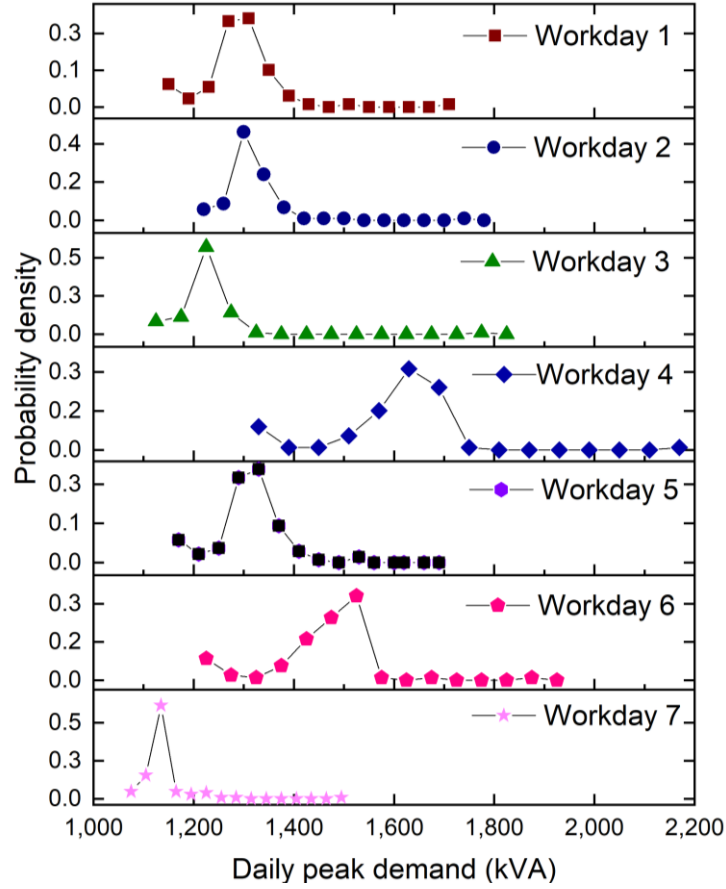 0.3
0.1
0.0
Workday 1
0.4
0.2
0.0
Workday 2
0.5
0.3
0.0
Workday 3
0.3
0.2
0.0
Workday 4
0.3
0.1
0.0
Workday 5
0.3
0.2
0.0
Workday 6
0.5
0.3
0.0
Workday 7
Probability density
1,000 1,200 1,400 1,600 1,800 2,000 2,200
Daily peak demand (kVA)